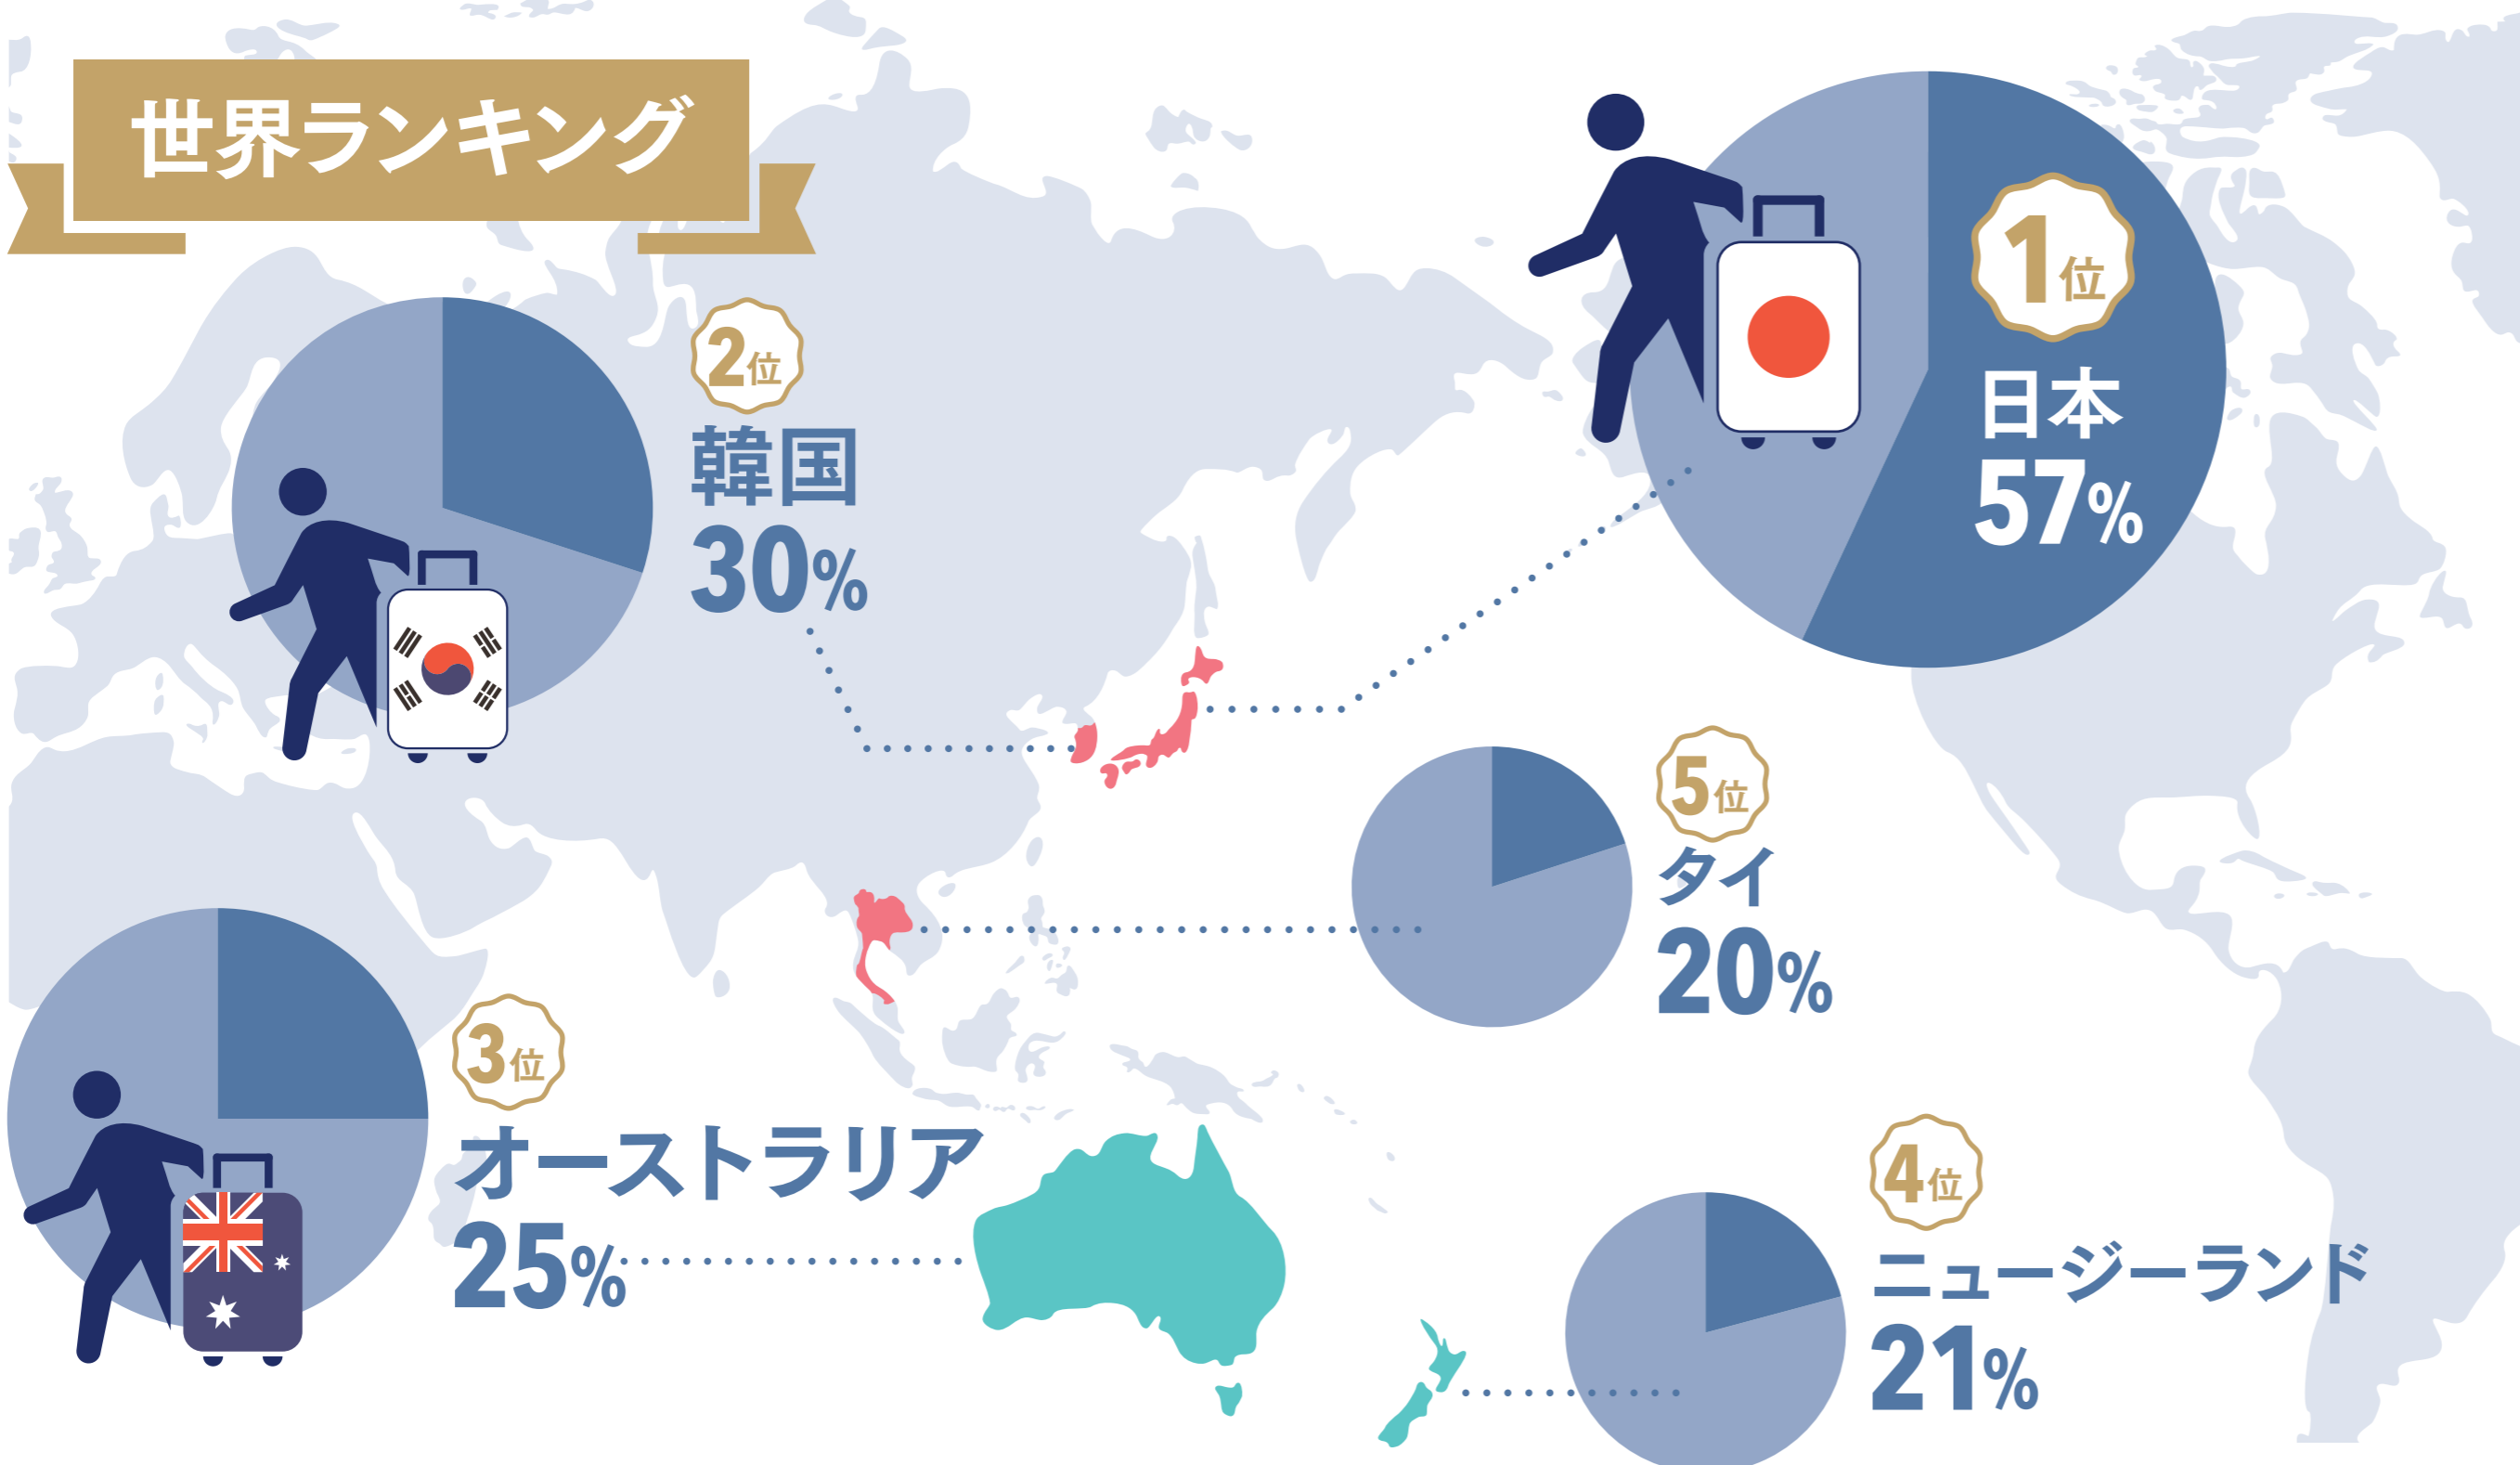 世界ランキング
1位
日本
57%
2位
韓国
30%
3位
オーストラリア
25%
4位
ニュージーランド
21%
5位
タイ
20%